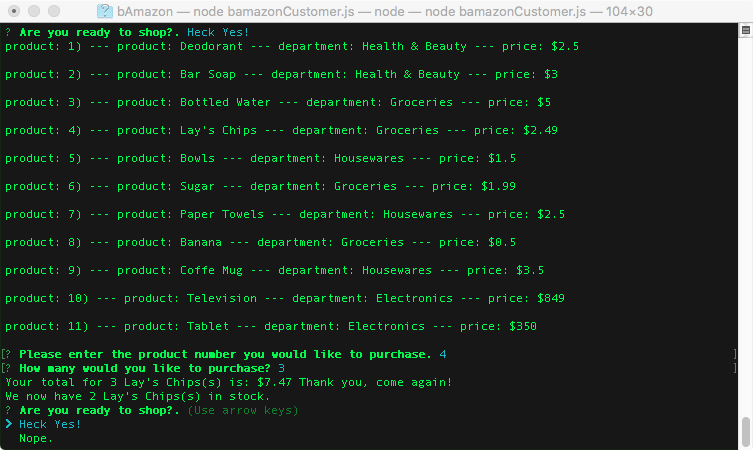 bAmazon — node bamazonCustomer.js — node — node bamazonCustomer.js — 104×30
? Are you ready to shop?. Heck Yes!
product: 1) --- product: Deodorant --- department: Health & Beauty --- price: $2.5
product: 2) --- product: Bar Soap --- department: Health & Beauty --- price: $3
product: 3) --- product: Bottled Water --- department: Groceries --- price: $5
product: 4) --- product: Lay's Chips --- department: Groceries --- price: $2.49
product: 5) --- product: Bowls --- department: Housewares --- price: $1.5
product: 6) --- product: Sugar --- department: Groceries --- price: $1.99
product: 7) --- product: Paper Towels --- department: Housewares --- price: $2.5
product: 8) --- product: Banana --- department: Groceries --- price: $0.5
product: 9) --- product: Coffe Mug --- department: Housewares --- price: $3.5
product: 10) --- product: Television --- department: Electronics --- price: $849
product: 11) --- product: Tablet --- department: Electronics --- price: $350
[? Please enter the product number you would like to purchase. 4 ]
[? How many would you like to purchase? 3 ]
Your total for 3 Lay's Chips(s) is: $7.47 Thank you, come again!
We now have 2 Lay's Chips(s) in stock.
? Are you ready to shop?. (Use arrow keys)
❯ Heck Yes!
Nope.